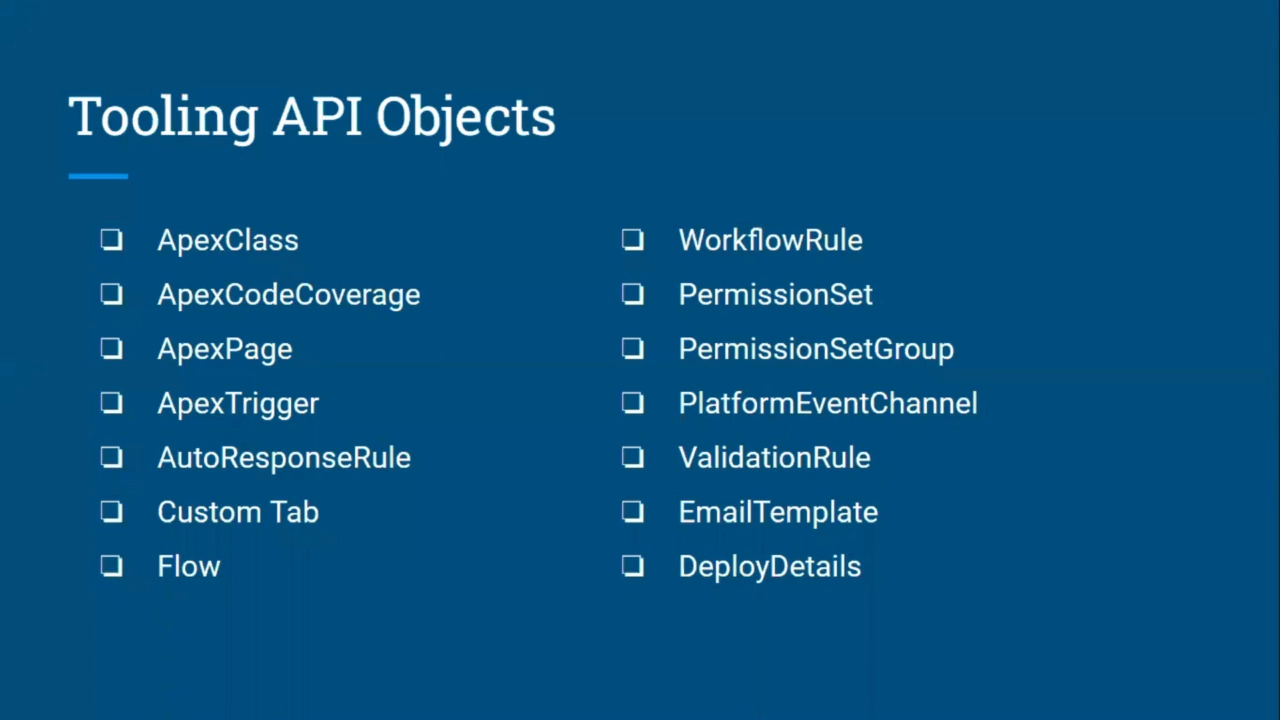 Tooling API Objects
ApexClass
ApexCodeCoverage
ApexPage
ApexTrigger
AutoResponseRule
Custom Tab
Flow
WorkflowRule
PermissionSet
PermissionSetGroup
PlatformEventChannel
ValidationRule
EmailTemplate
DeployDetails